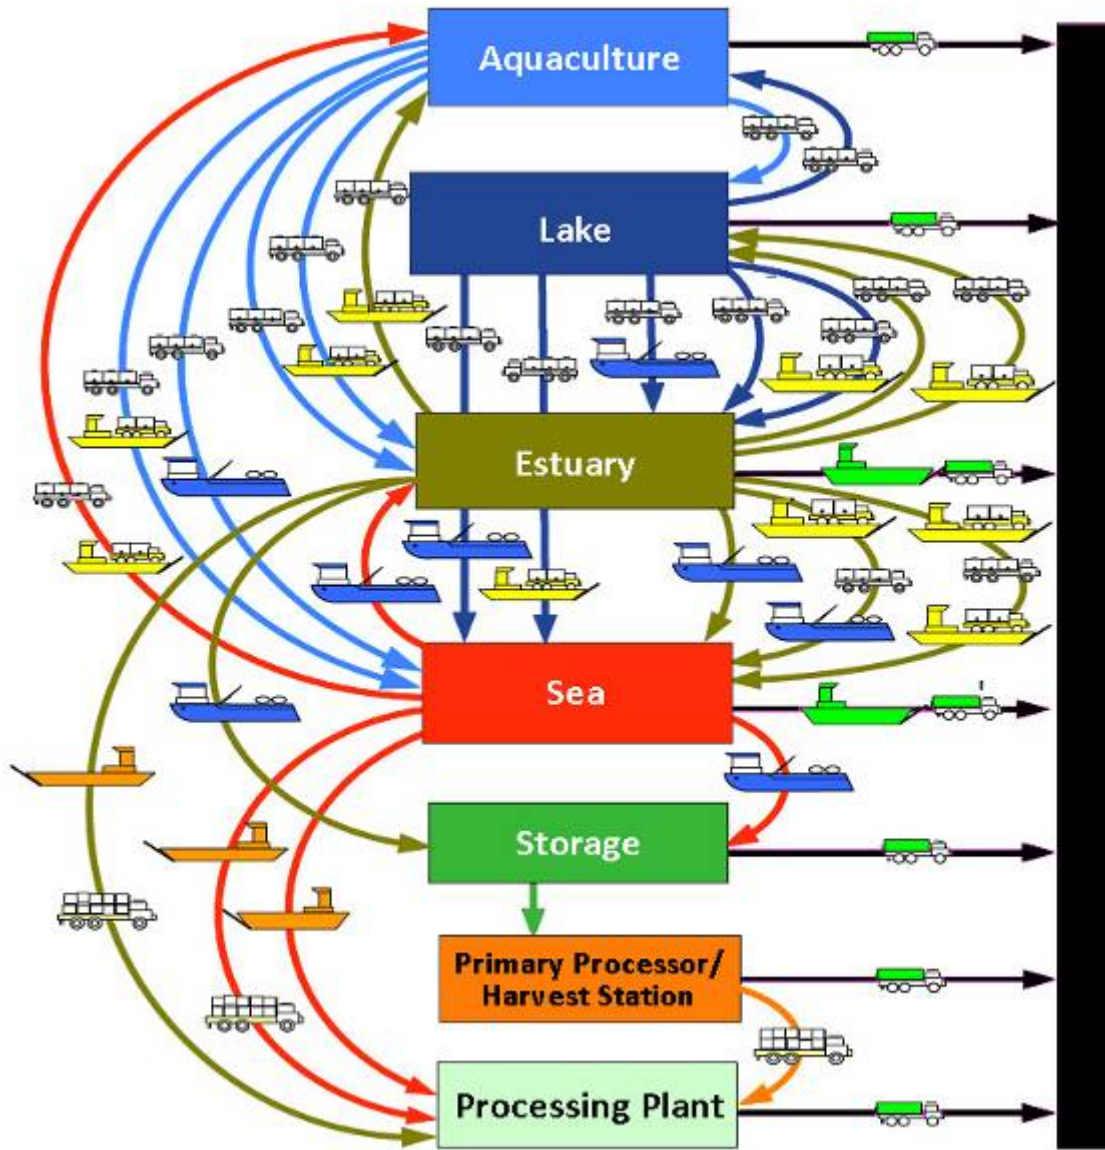 Aquaculture
Lake
Estuary
Sea
Storage
Primary Processor/
Harvest Station
Processing Plant